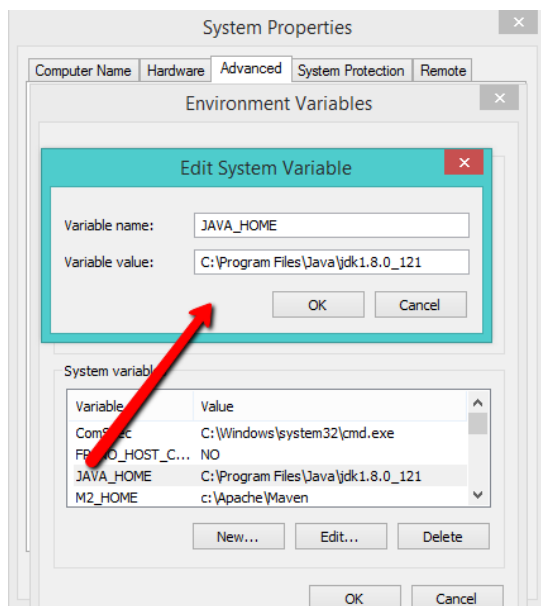 System Properties
Computer Name Hardware Advanced System Protection Remote
Environment Variables
Edit System Variable
Variable name: JAVA_HOME
Variable value: C:\Program Files\Java\jdk1.8.0_121
OK Cancel
System
Variable Value
C:\Windows\system32\cmd.exe
NO
JAVA_HOME C:\Program Files\Java\jdk1.8.0_121
M2_HOME c:\Apache\Maven
New... Edit... Delete
OK Cancel